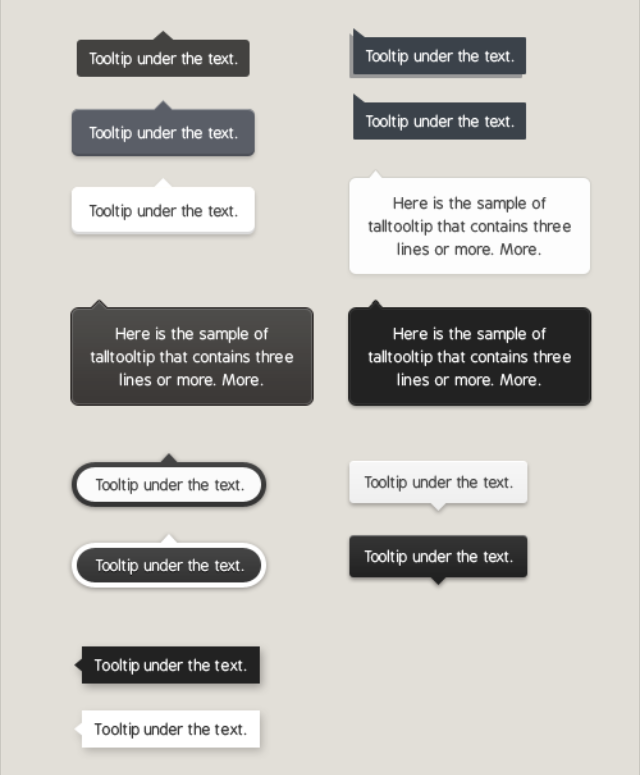 Tooltip under the text.
Tooltip under the text.
Tooltip under the text.
Tooltip under the text.
Tooltip under the text.
Here is the sample of
talltooltip that contains three
lines or more. More.
Here is the sample of
talltooltip that contains three
lines or more. More.
Here is the sample of
talltooltip that contains three
lines or more. More.
Tooltip under the text.
Tooltip under the text.
Tooltip under the text.
Tooltip under the text.
Tooltip under the text.
Tooltip under the text.